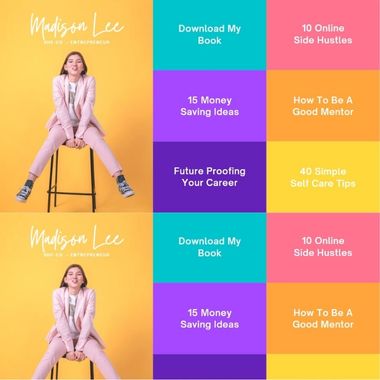 Madison Lee
ENTREPRENEUR
Download My
Book
10 Online
Side Hustles
15 Money
Saving Ideas
How To Be A
Good Mentor
Future Proofing
Your Career
40 Simple
Self Care Tips
Madison Lee
ENTREPRENEUR
Download My
Book
10 Online
Side Hustles
15 Money
Saving Ideas
How To Be A
Good Mentor